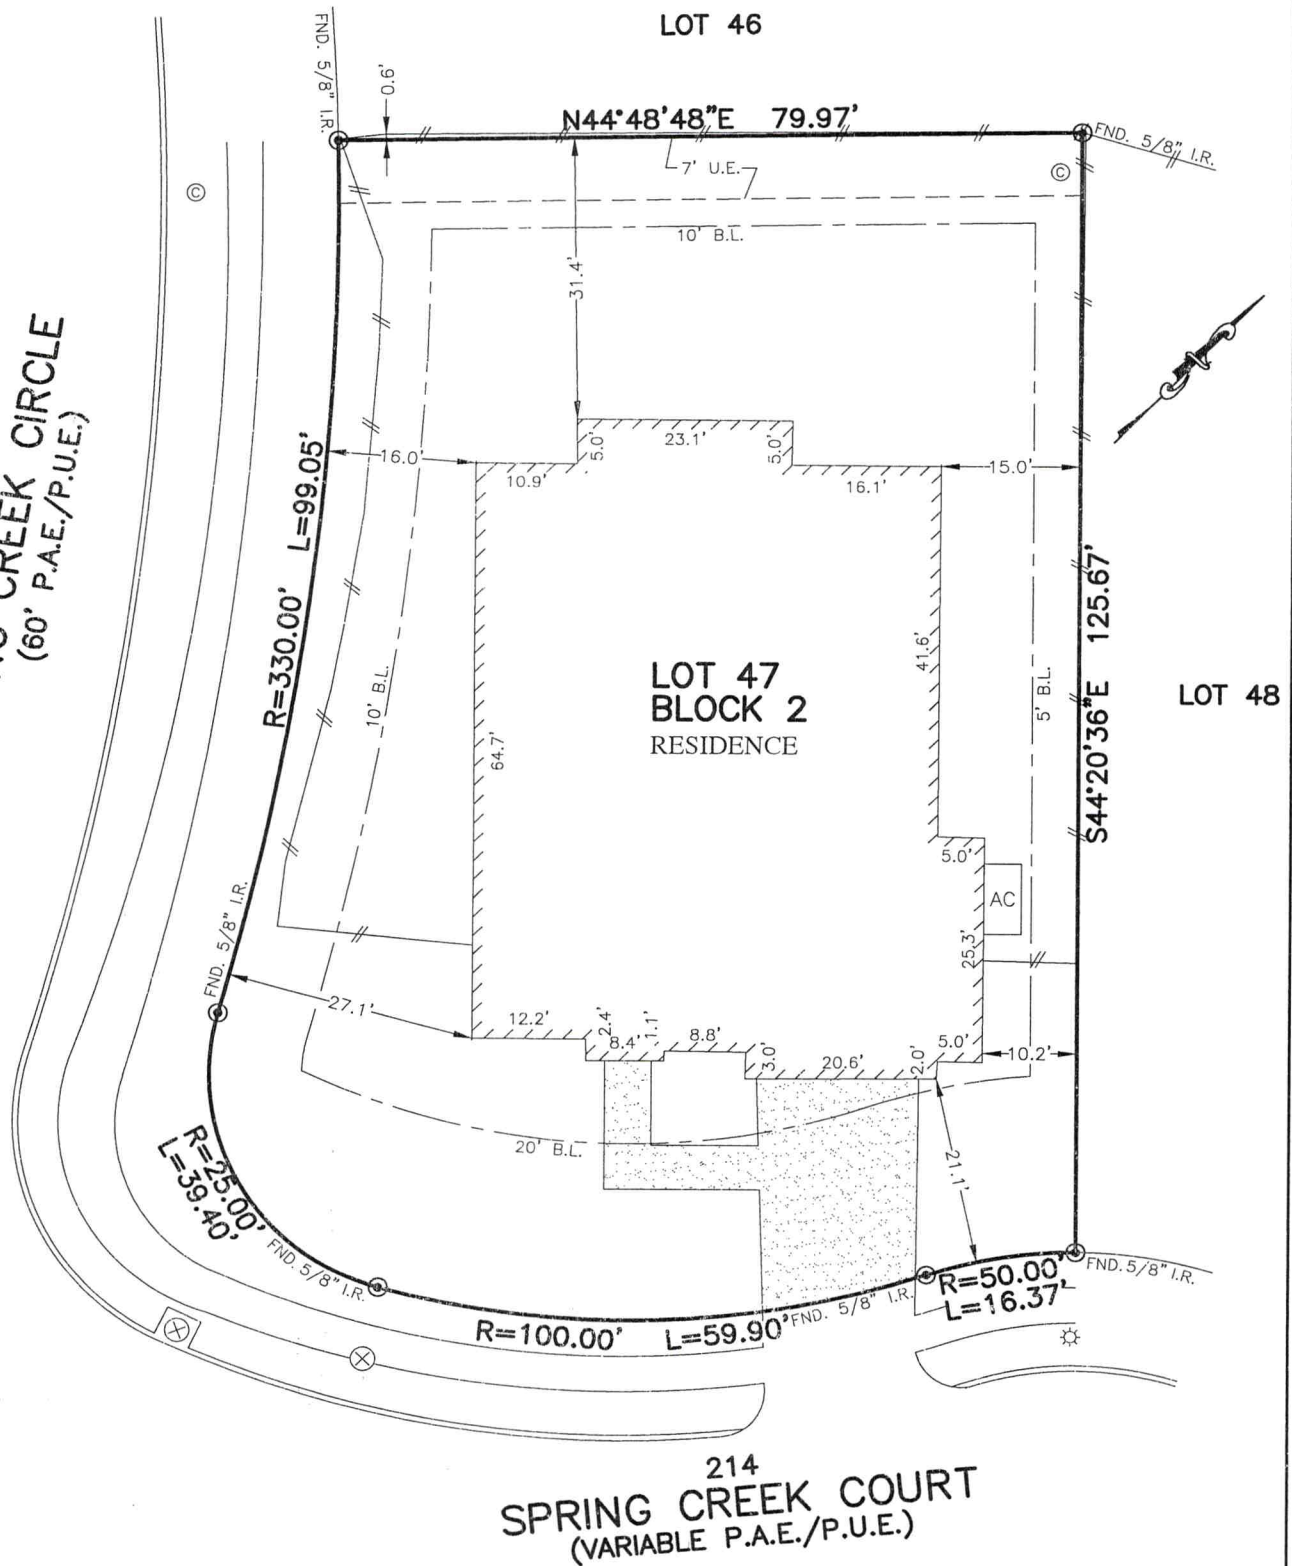 LOT 46
FND. 5/8" I.R.
0.6'
N44°48'48"E 79.97'
FND. 5/8" I.R.
7' U.E.
©
©
10' B.L.
31.4'
CREEK CIRCLE
(60' P.A.E./P.U.E.)
R=330.00' L=99.05'
16.0'
10.9'
5.0'
23.1'
5.0'
16.1'
15.0'
10' B.L.
64.7'
LOT 47
BLOCK 2
RESIDENCE
41.6'
5' B.L.
S44°20'36"E 125.67'
LOT 48
5.0'
AC
25.3'
FND. 5/8" I.R.
27.1'
12.2'
2.4'
8.4'
1.1'
8.8'
3.0'
20.6'
2.0'
5.0'
10.2'
20' B.L.
21.1'
R=25.00'
L=39.40'
FND. 5/8" I.R.
R=100.00' L=59.90'
FND. 5/8" I.R.
R=50.00'
L=16.37'
FND. 5/8" I.R.
214
SPRING CREEK COURT
(VARIABLE P.A.E./P.U.E.)